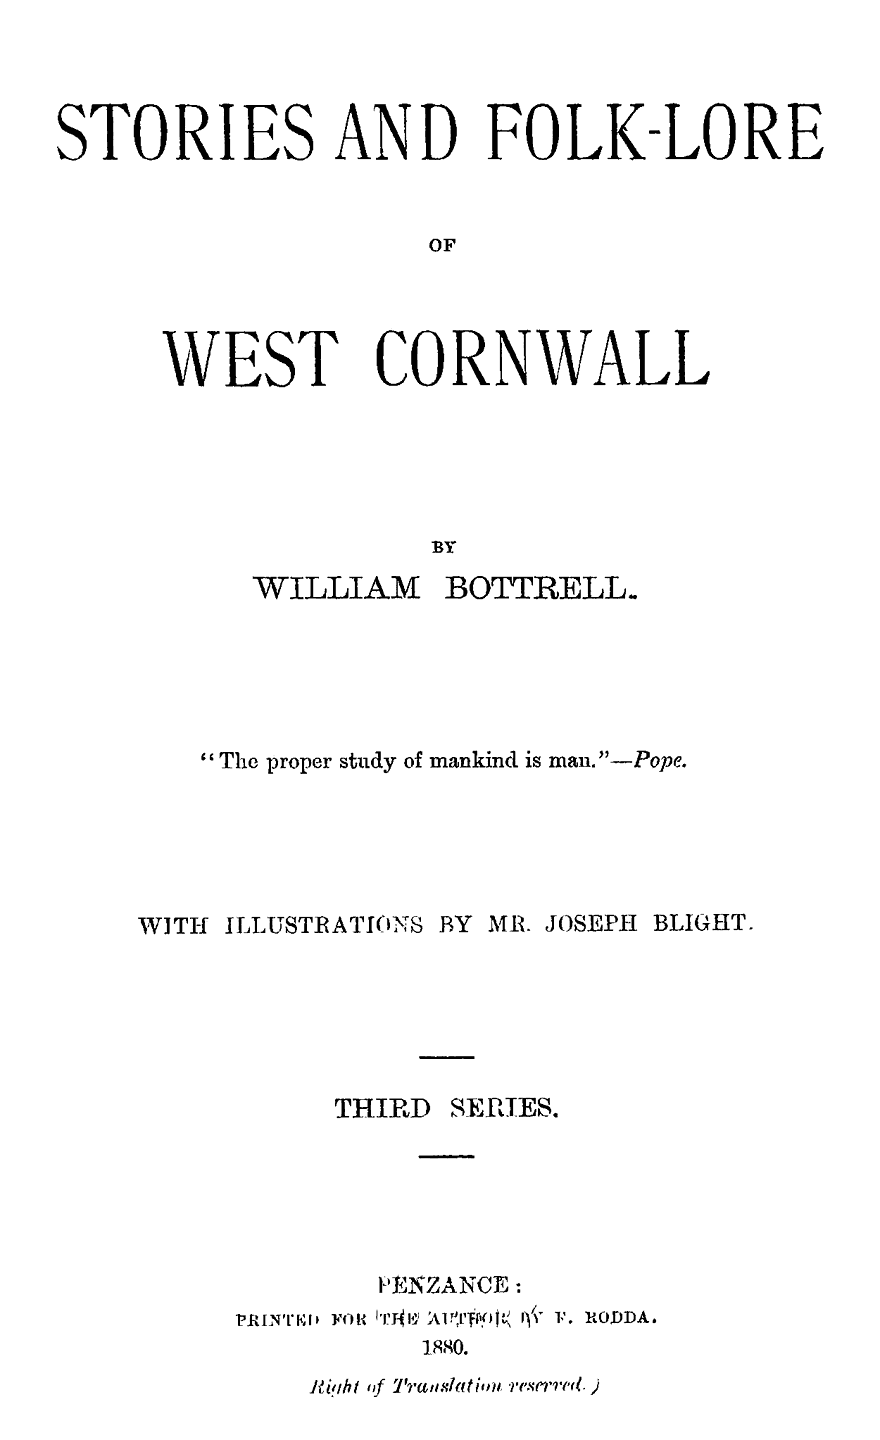 STORIES AND FOLK-LORE
OF
WEST CORNWALL
BY
WILLIAM BOTTRELL.
"The proper study of mankind is man."—Pope.
WITH ILLUSTRATIONS BY MR. JOSEPH BLIGHT.
THIRD SERIES.
PENZANCE:
PRINTED FOR THE AUTHOR BY F. RODDA.
1880.
Right of Translation reserved.)